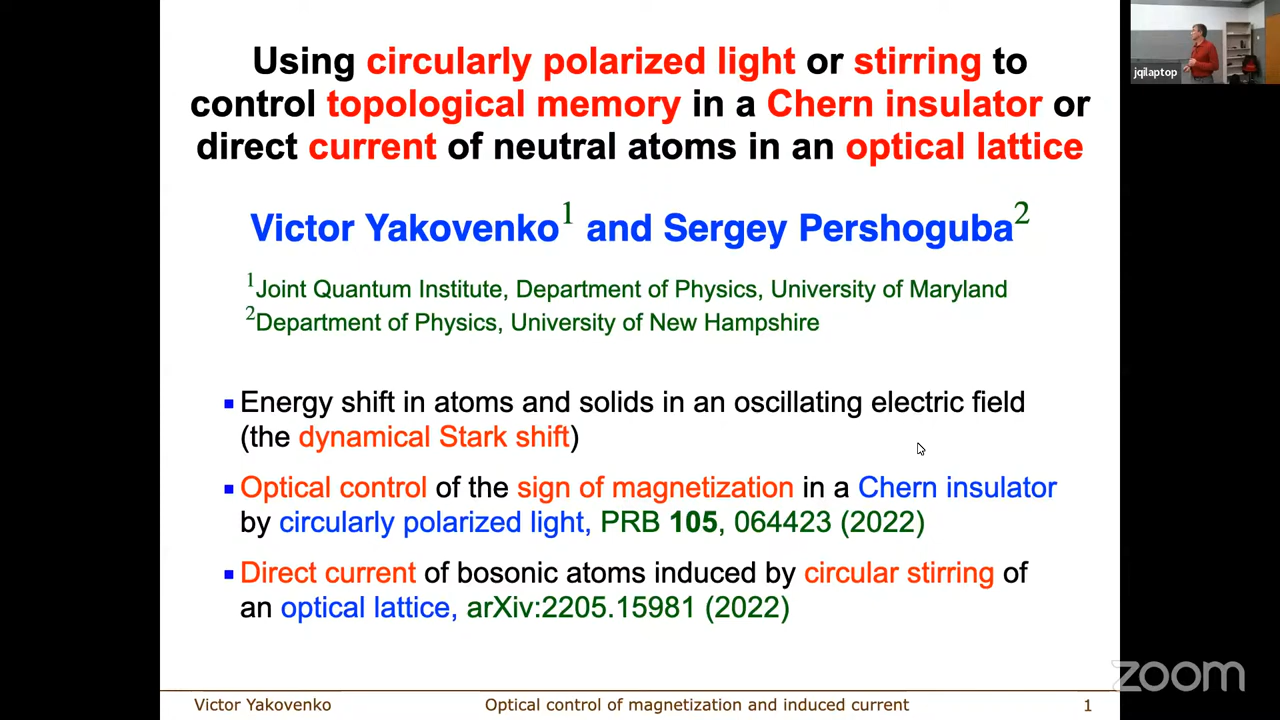 Using circularly polarized light or stirring to
control topological memory in a Chern insulator or
direct current of neutral atoms in an optical lattice
Victor Yakovenko¹ and Sergey Pershoguba²
¹Joint Quantum Institute, Department of Physics, University of Maryland
²Department of Physics, University of New Hampshire
▪ Energy shift in atoms and solids in an oscillating electric field
(the dynamical Stark shift)
▪ Optical control of the sign of magnetization in a Chern insulator
by circularly polarized light, PRB 105, 064423 (2022)
▪ Direct current of bosonic atoms induced by circular stirring of
an optical lattice, arXiv:2205.15981 (2022)
Victor Yakovenko Optical control of magnetization and induced current 1
jqilaptop
zoom